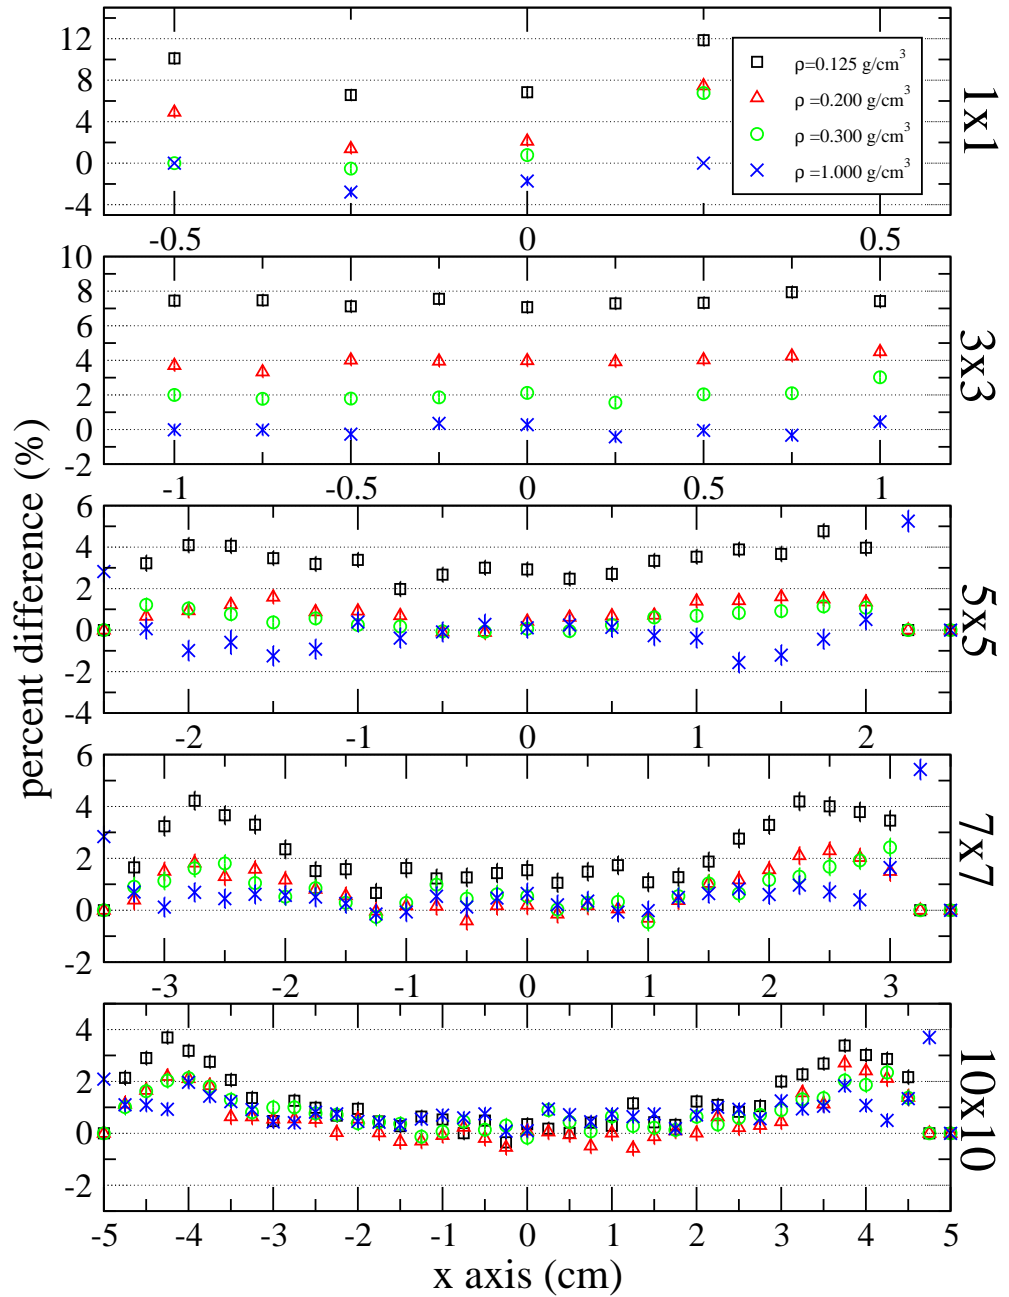 12
8
4
0
-4
ρ=0.125 g/cm³
ρ=0.200 g/cm³
ρ=0.300 g/cm³
ρ=1.000 g/cm³
1x1
-0.5 0 0.5
10
8
6
4
2
0
-2
3x3
-1 -0.5 0 0.5 1
6
4
2
0
-2
-4
5x5
-2 -1 0 1 2
6
4
2
0
-2
7x7
-3 -2 -1 0 1 2 3
4
2
0
-2
10x10
-5 -4 -3 -2 -1 0 1 2 3 4 5
x axis (cm)
percent difference (%)